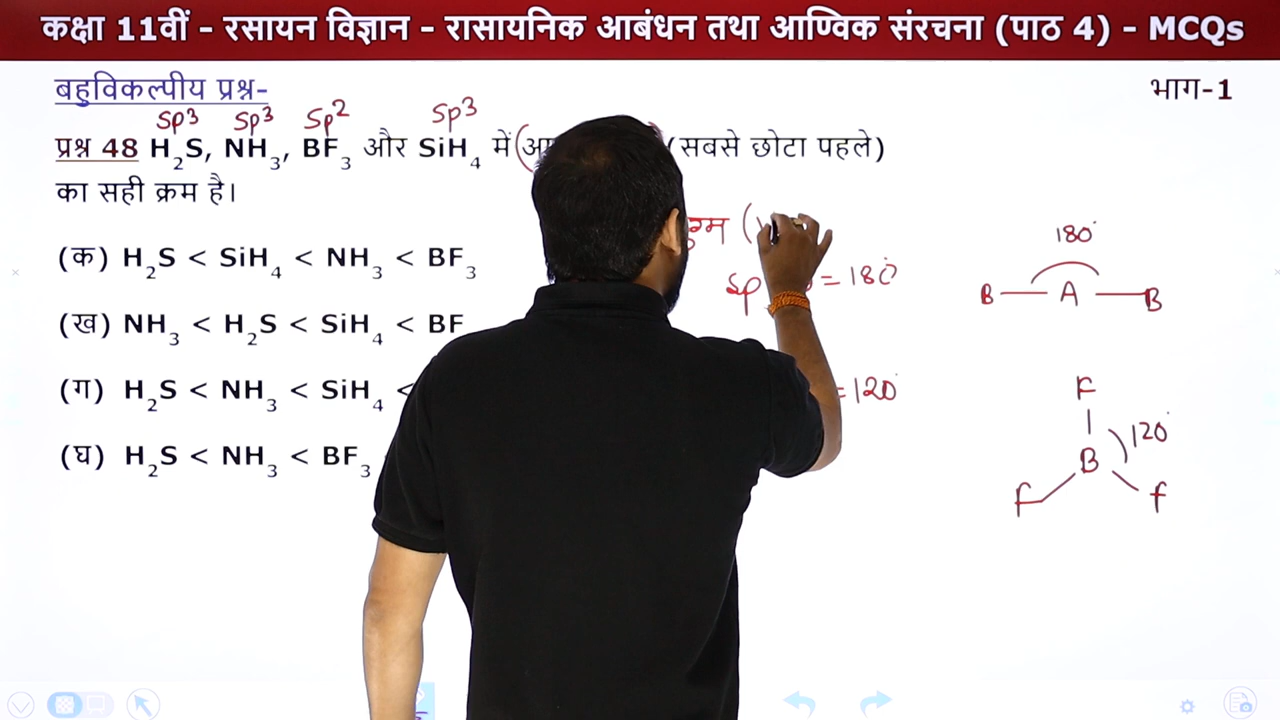 कक्षा 11वीं - रसायन विज्ञान - रासायनिक आबंधन तथा आण्विक संरचना (पाठ 4) - MCQs
बहुविकल्पीय प्रश्न-
भाग-1
sp3 sp3 sp2 sp3
प्रश्न 48 H2S, NH3, BF3 और SiH4 में (सबसे छोटा पहले)
का सही क्रम है।
(क) H2S < SiH4 < NH3 < BF3
(ख) NH3 < H2S < SiH4 < BF
(ग) H2S < NH3 < SiH4 <
(घ) H2S < NH3 < BF3
sp = 180°
= 120°
180°
B — A — B
F
B 120°
F F